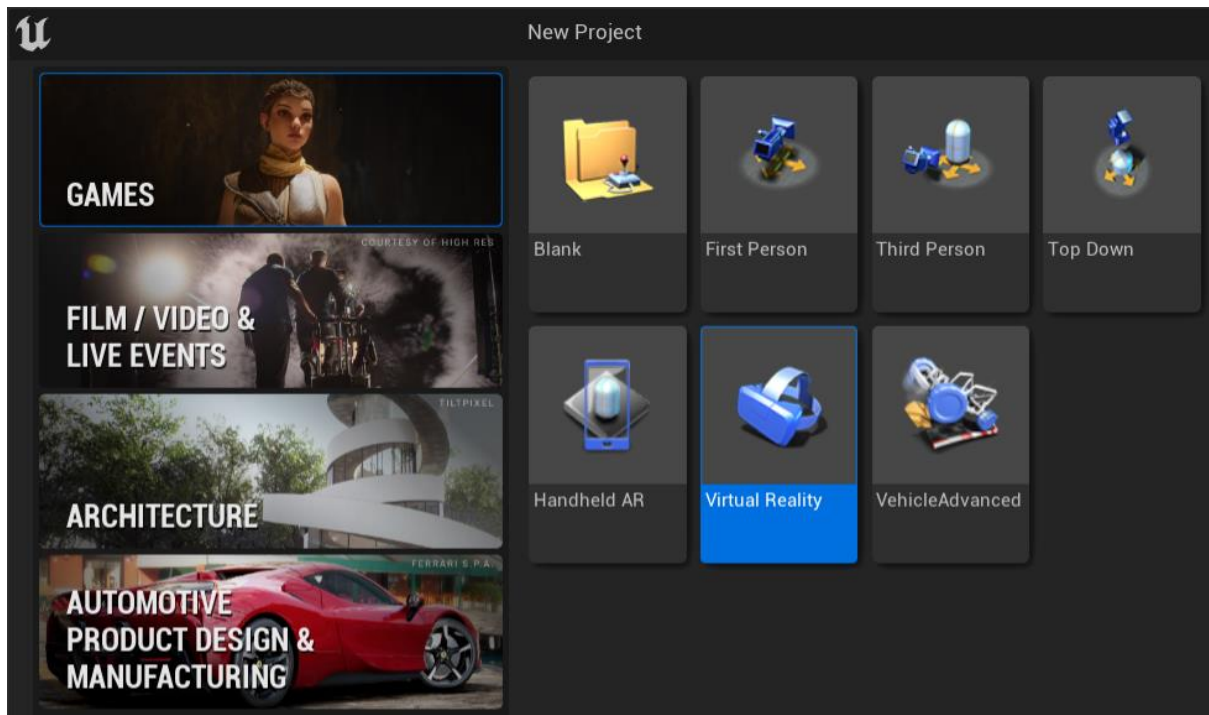 New Project
GAMES
COURTESY OF HIGH RES
FILM / VIDEO &
LIVE EVENTS
TILTPIXEL
ARCHITECTURE
FERRARI S.P.A.
AUTOMOTIVE
PRODUCT DESIGN &
MANUFACTURING
Blank
First Person
Third Person
Top Down
Handheld AR
Virtual Reality
VehicleAdvanced